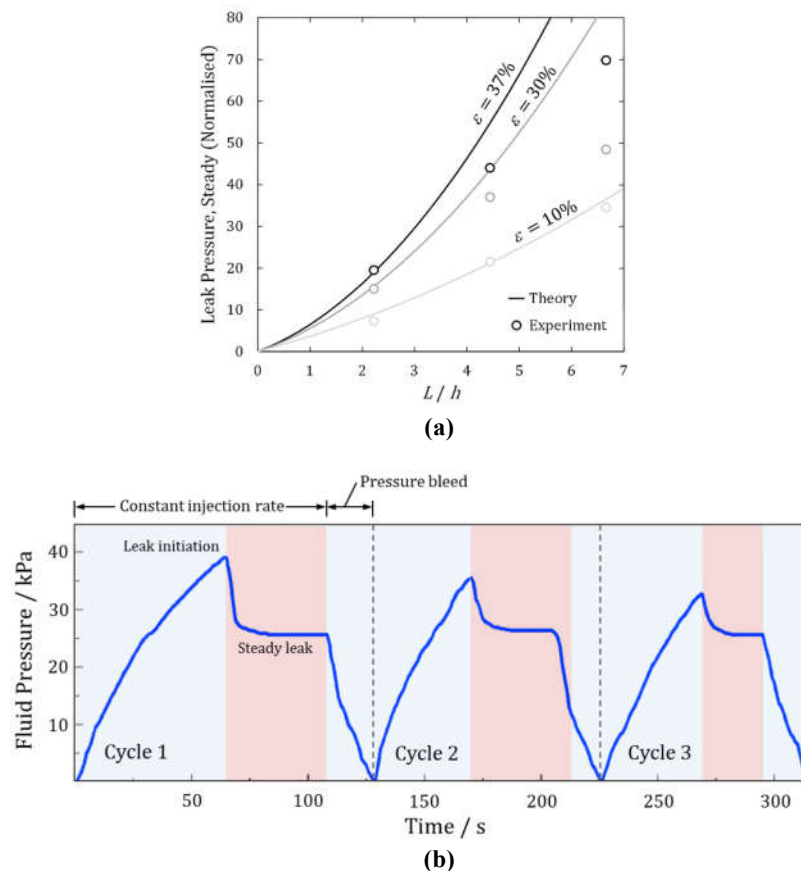 80
70
60
50
40
30
20
10
0
Leak Pressure, Steady (Normalised)
ε = 37%
ε = 30%
ε = 10%
Theory
Experiment
0 1 2 3 4 5 6 7
L / h
(a)
Pressure bleed
Constant injection rate
40
30
20
10
Fluid Pressure / kPa
Leak initiation
Steady leak
Cycle 1 Cycle 2 Cycle 3
50 100 150 200 250 300
Time / s
(b)